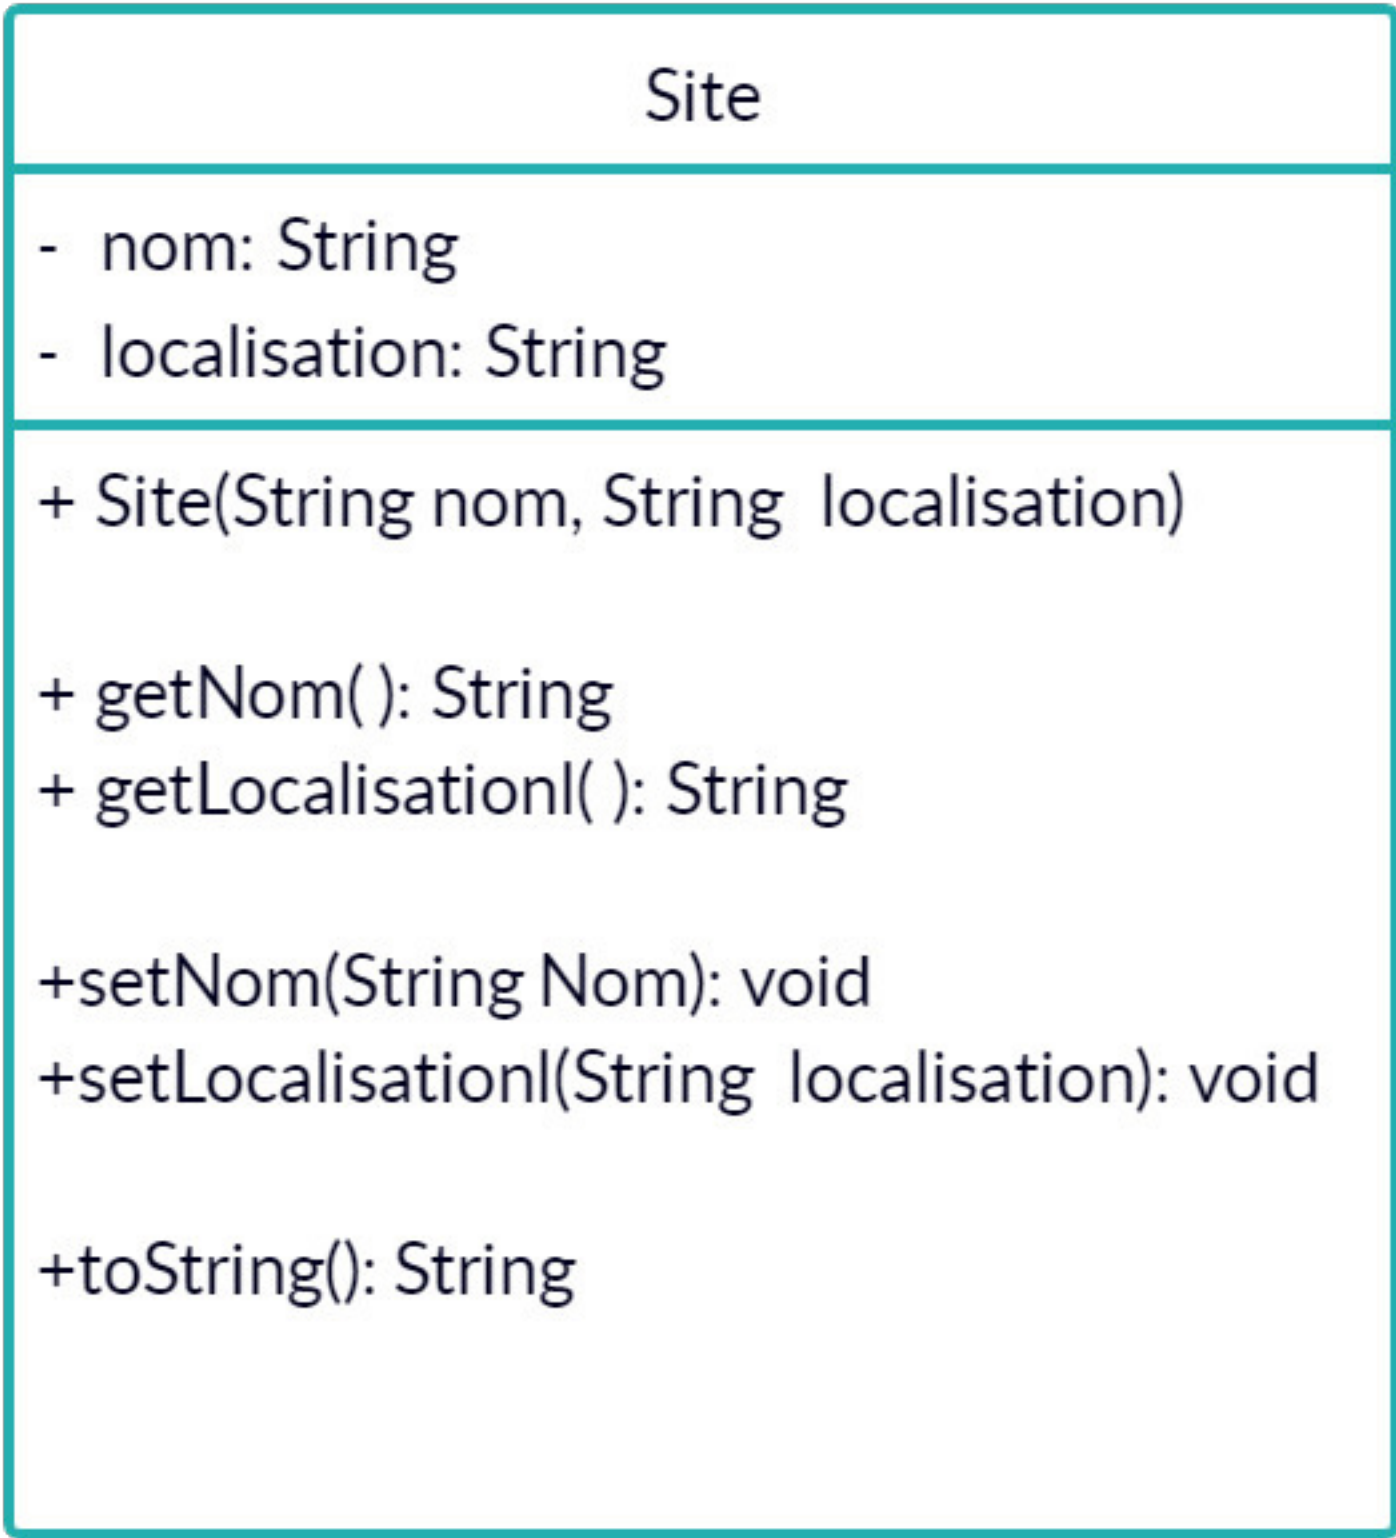 Site
- nom: String
- localisation: String
+ Site(String nom, String localisation)
+ getNom( ): String
+ getLocalisationl( ): String
+setNom(String Nom): void
+setLocalisationl(String localisation): void
+toString(): String